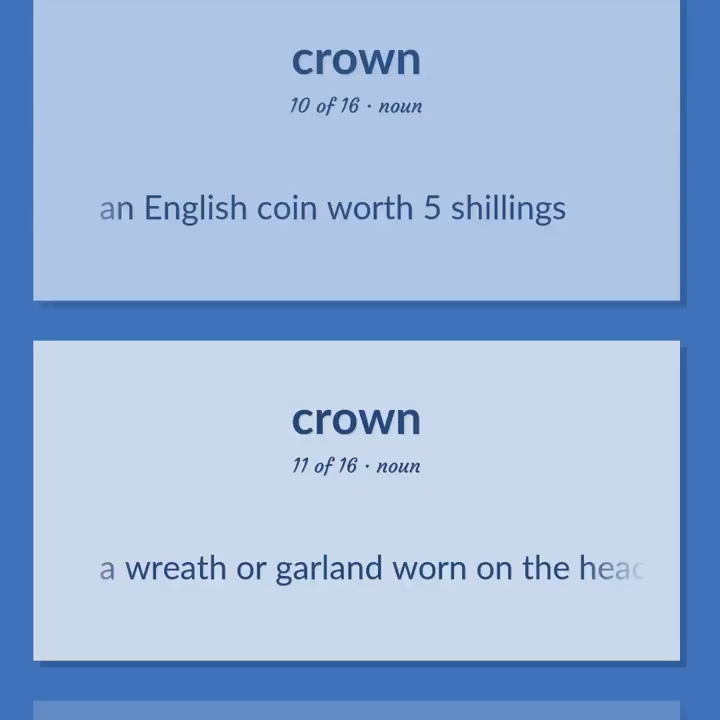 crown
10 of 16 · noun
an English coin worth 5 shillings
crown
11 of 16 · noun
a wreath or garland worn on the head